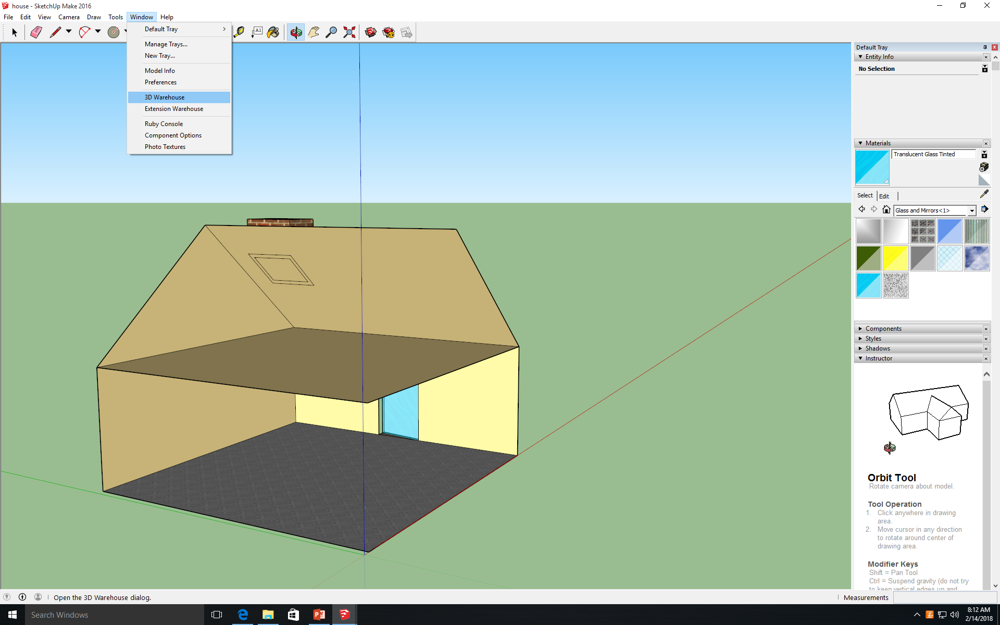 house - SketchUp Make 2016
File Edit View Camera Draw Tools Window Help
Default Tray
Manage Trays...
New Tray...
Model Info
Preferences
3D Warehouse
Extension Warehouse
Ruby Console
Component Options
Photo Textures
A1
Default Tray
Entity Info
No Selection
Materials
Translucent Glass Tinted
Select Edit
Glass and Mirrors<1>
Components
Styles
Shadows
Instructor
Orbit Tool
Rotate camera about model.
Tool Operation
1. Click anywhere in drawing
area.
2. Move cursor in any direction
to rotate around center of
drawing area.
Modifier Keys
Shift = Pan Tool
Ctrl = Suspend gravity (do not try
to keep vertical edges up and
Open the 3D Warehouse dialog.
Measurements
Search Windows
8:12 AM
2/14/2018